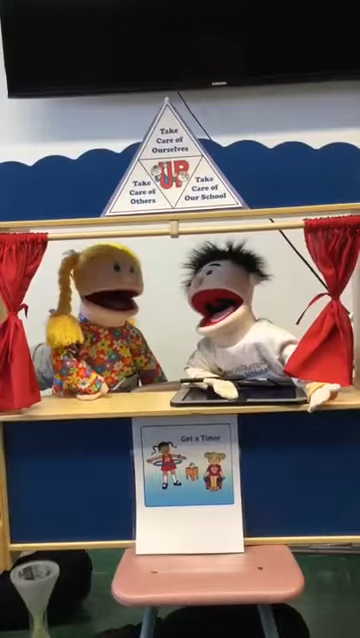 Take
Care of
Ourselves
UP
Take
Care of
Others
Take
Care of
Our School
Get a Timer